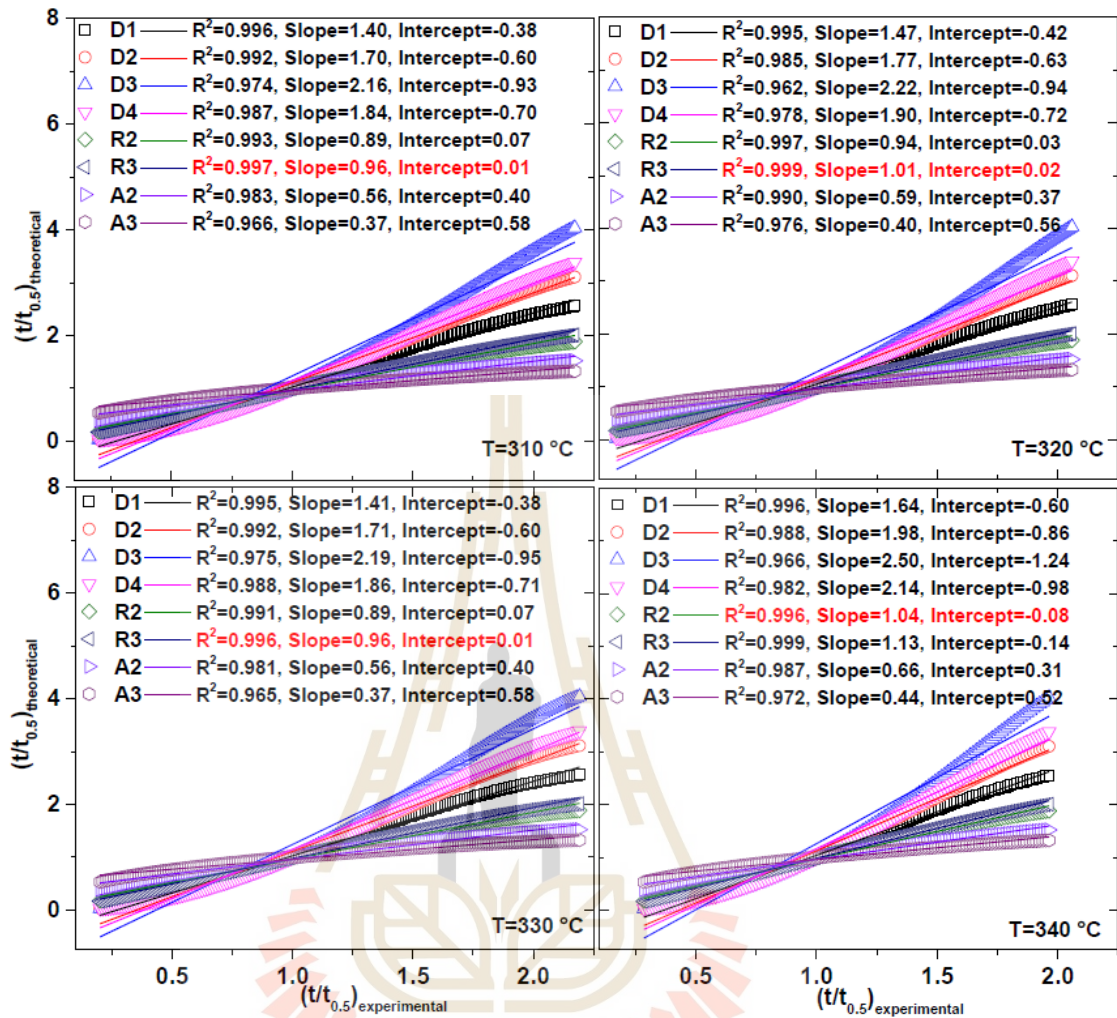 8
D1 R²=0.996, Slope=1.40, Intercept=-0.38
D2 R²=0.992, Slope=1.70, Intercept=-0.60
D3 R²=0.974, Slope=2.16, Intercept=-0.93
D4 R²=0.987, Slope=1.84, Intercept=-0.70
R2 R²=0.993, Slope=0.89, Intercept=0.07
R3 R²=0.997, Slope=0.96, Intercept=0.01
A2 R²=0.983, Slope=0.56, Intercept=0.40
A3 R²=0.966, Slope=0.37, Intercept=0.58
6
4
2
0
(t/t0.5)theoretical
T=310 °C
D1 R²=0.995, Slope=1.47, Intercept=-0.42
D2 R²=0.985, Slope=1.77, Intercept=-0.63
D3 R²=0.962, Slope=2.22, Intercept=-0.94
D4 R²=0.978, Slope=1.90, Intercept=-0.72
R2 R²=0.997, Slope=0.94, Intercept=0.03
R3 R²=0.999, Slope=1.01, Intercept=0.02
A2 R²=0.990, Slope=0.59, Intercept=0.37
A3 R²=0.976, Slope=0.40, Intercept=0.56
T=320 °C
8
D1 R²=0.995, Slope=1.41, Intercept=-0.38
D2 R²=0.992, Slope=1.71, Intercept=-0.60
D3 R²=0.975, Slope=2.19, Intercept=-0.95
D4 R²=0.988, Slope=1.86, Intercept=-0.71
R2 R²=0.991, Slope=0.89, Intercept=0.07
R3 R²=0.996, Slope=0.96, Intercept=0.01
A2 R²=0.981, Slope=0.56, Intercept=0.40
A3 R²=0.965, Slope=0.37, Intercept=0.58
6
4
2
0
(t/t0.5)theoretical
T=330 °C
0.5 1.0 1.5 2.0
(t/t0.5)experimental
D1 R²=0.996, Slope=1.64, Intercept=-0.60
D2 R²=0.988, Slope=1.98, Intercept=-0.86
D3 R²=0.966, Slope=2.50, Intercept=-1.24
D4 R²=0.982, Slope=2.14, Intercept=-0.98
R2 R²=0.996, Slope=1.04, Intercept=-0.08
R3 R²=0.999, Slope=1.13, Intercept=-0.14
A2 R²=0.987, Slope=0.66, Intercept=0.31
A3 R²=0.972, Slope=0.44, Intercept=0.52
T=340 °C
0.5 1.0 1.5 2.0
(t/t0.5)experimental